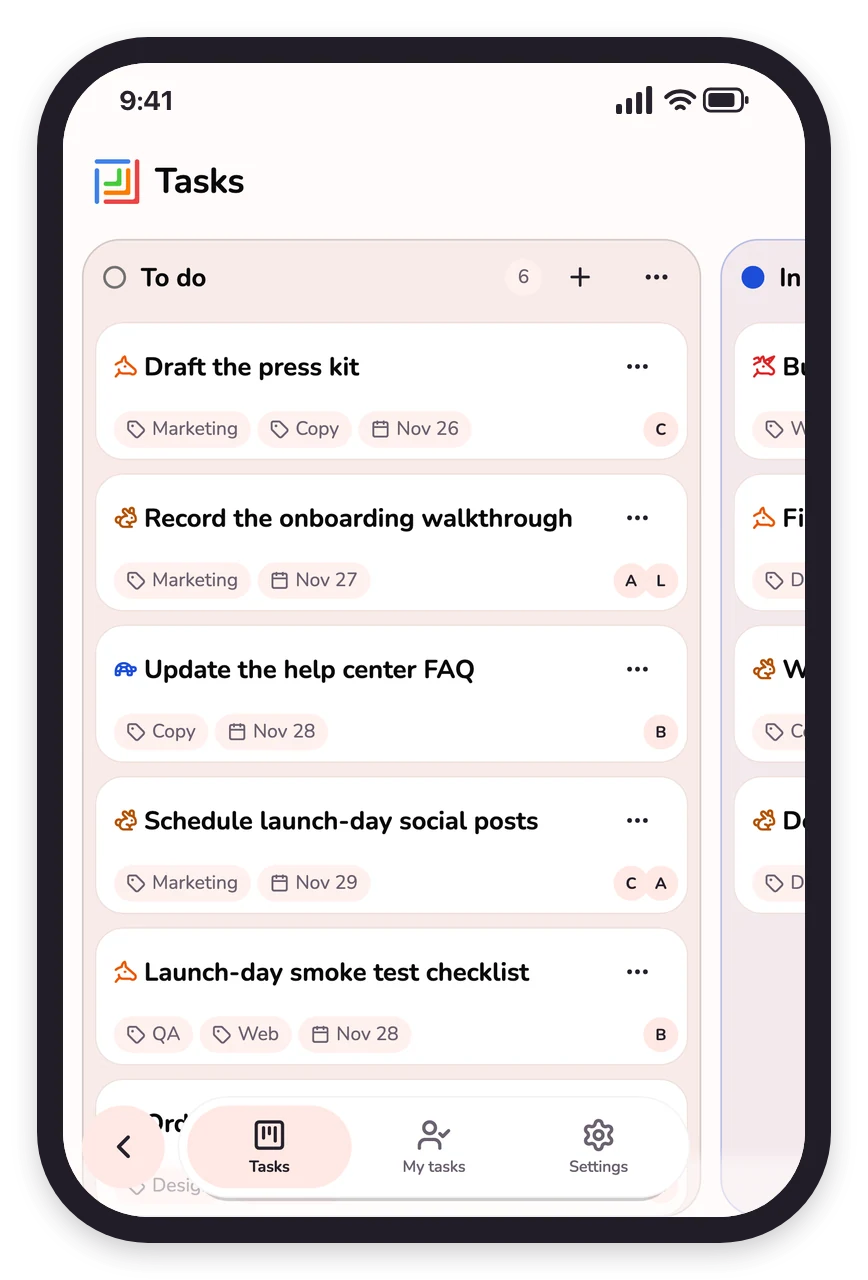 9:41
Tasks
To do 6
Draft the press kit
Marketing Copy Nov 26 C
Record the onboarding walkthrough
Marketing Nov 27 A L
Update the help center FAQ
Copy Nov 28 B
Schedule launch-day social posts
Marketing Nov 29 C A
Launch-day smoke test checklist
QA Web Nov 28 B
In
Fi
Tasks My tasks Settings